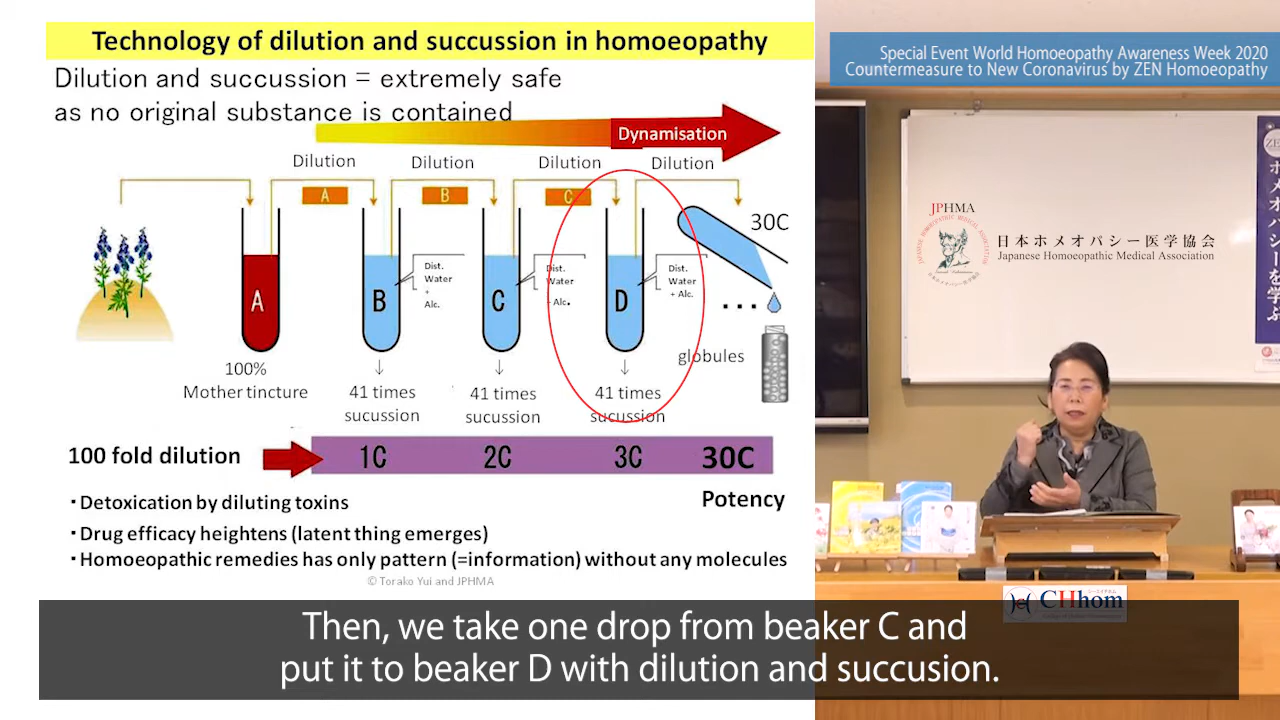 Technology of dilution and succussion in homoeopathy
Dilution and succussion = extremely safe
as no original substance is contained
Dynamisation
Dilution
Dilution
Dilution
Dilution
A
B
C
30C
A
B
C
D
Dist.
Water
+
Alc.
Dist.
Water
+
Alc.
Dist.
Water
+ Alc.
globules
100%
Mother tincture
41 times
sucussion
41 times
sucussion
41 times
sucussion
100 fold dilution
1C
2C
3C
30C
Potency
・Detoxication by diluting toxins
・Drug efficacy heightens (latent thing emerges)
・Homoeopathic remedies has only pattern (=information) without any molecules
© Torako Yui and JPHMA
Special Event World Homoeopathy Awareness Week 2020
Countermeasure to New Coronavirus by ZEN Homoeopathy
JPHMA
日本ホメオパシー医学協会
Japanese Homoeopathic Medical Association
ホメオパシーを学ぶ
CHhom
Then, we take one drop from beaker C and
put it to beaker D with dilution and succusion.